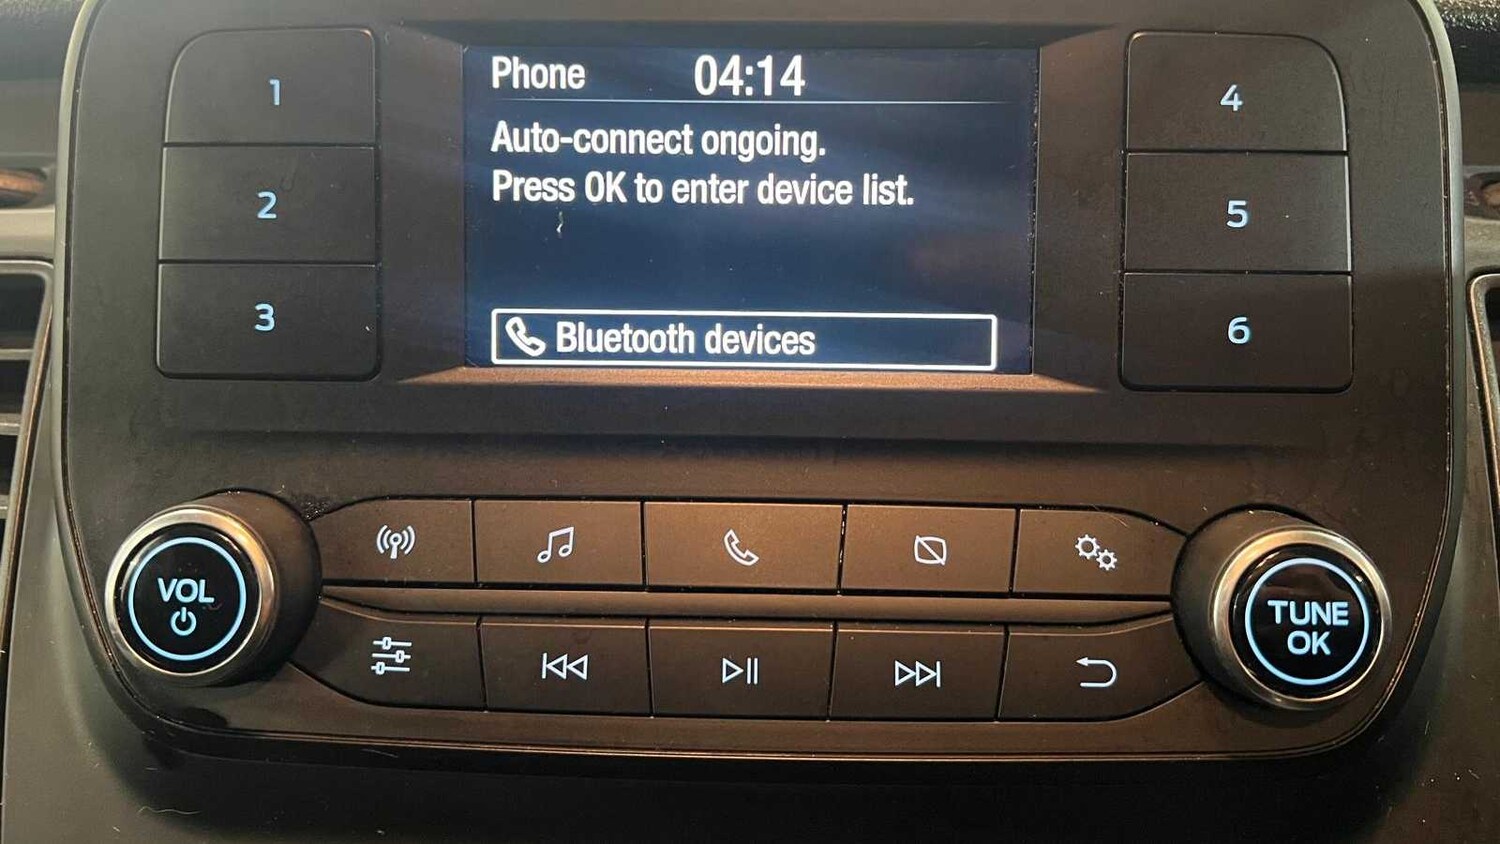 Phone 04:14
Auto-connect ongoing.
Press OK to enter device list.
Bluetooth devices
1
2
3
4
5
6
VOL
TUNE
OK